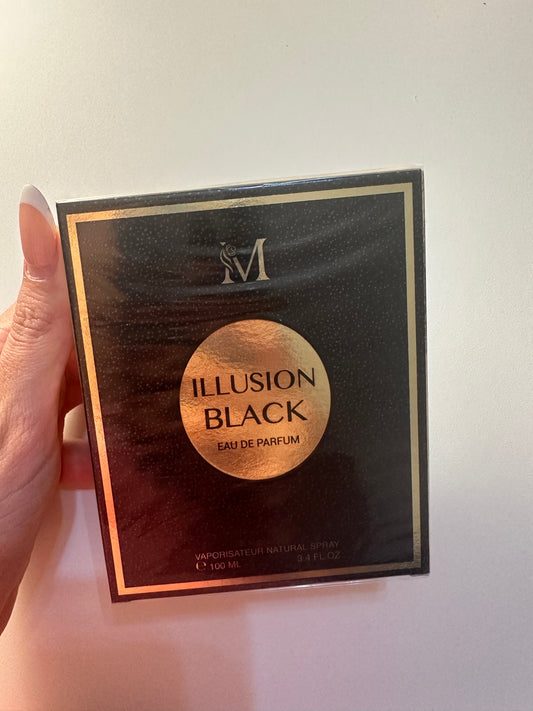 M
ILLUSION
BLACK
EAU DE PARFUM
VAPORISATEUR NATURAL SPRAY
℮ 100 ML 3.4 FL.OZ